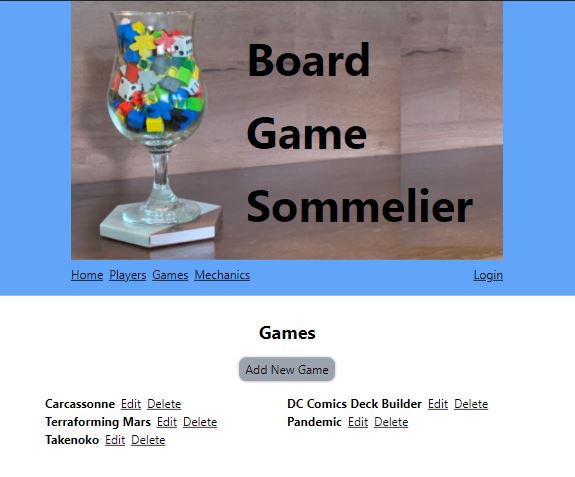 Board
Game
Sommelier
Home Players Games Mechanics Login
Games
Add New Game
Carcassonne Edit Delete DC Comics Deck Builder Edit Delete
Terraforming Mars Edit Delete Pandemic Edit Delete
Takenoko Edit Delete